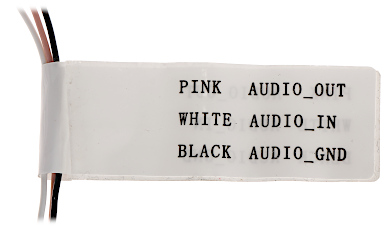 PINK AUDIO_OUT
WHITE AUDIO_IN
BLACK AUDIO_GND